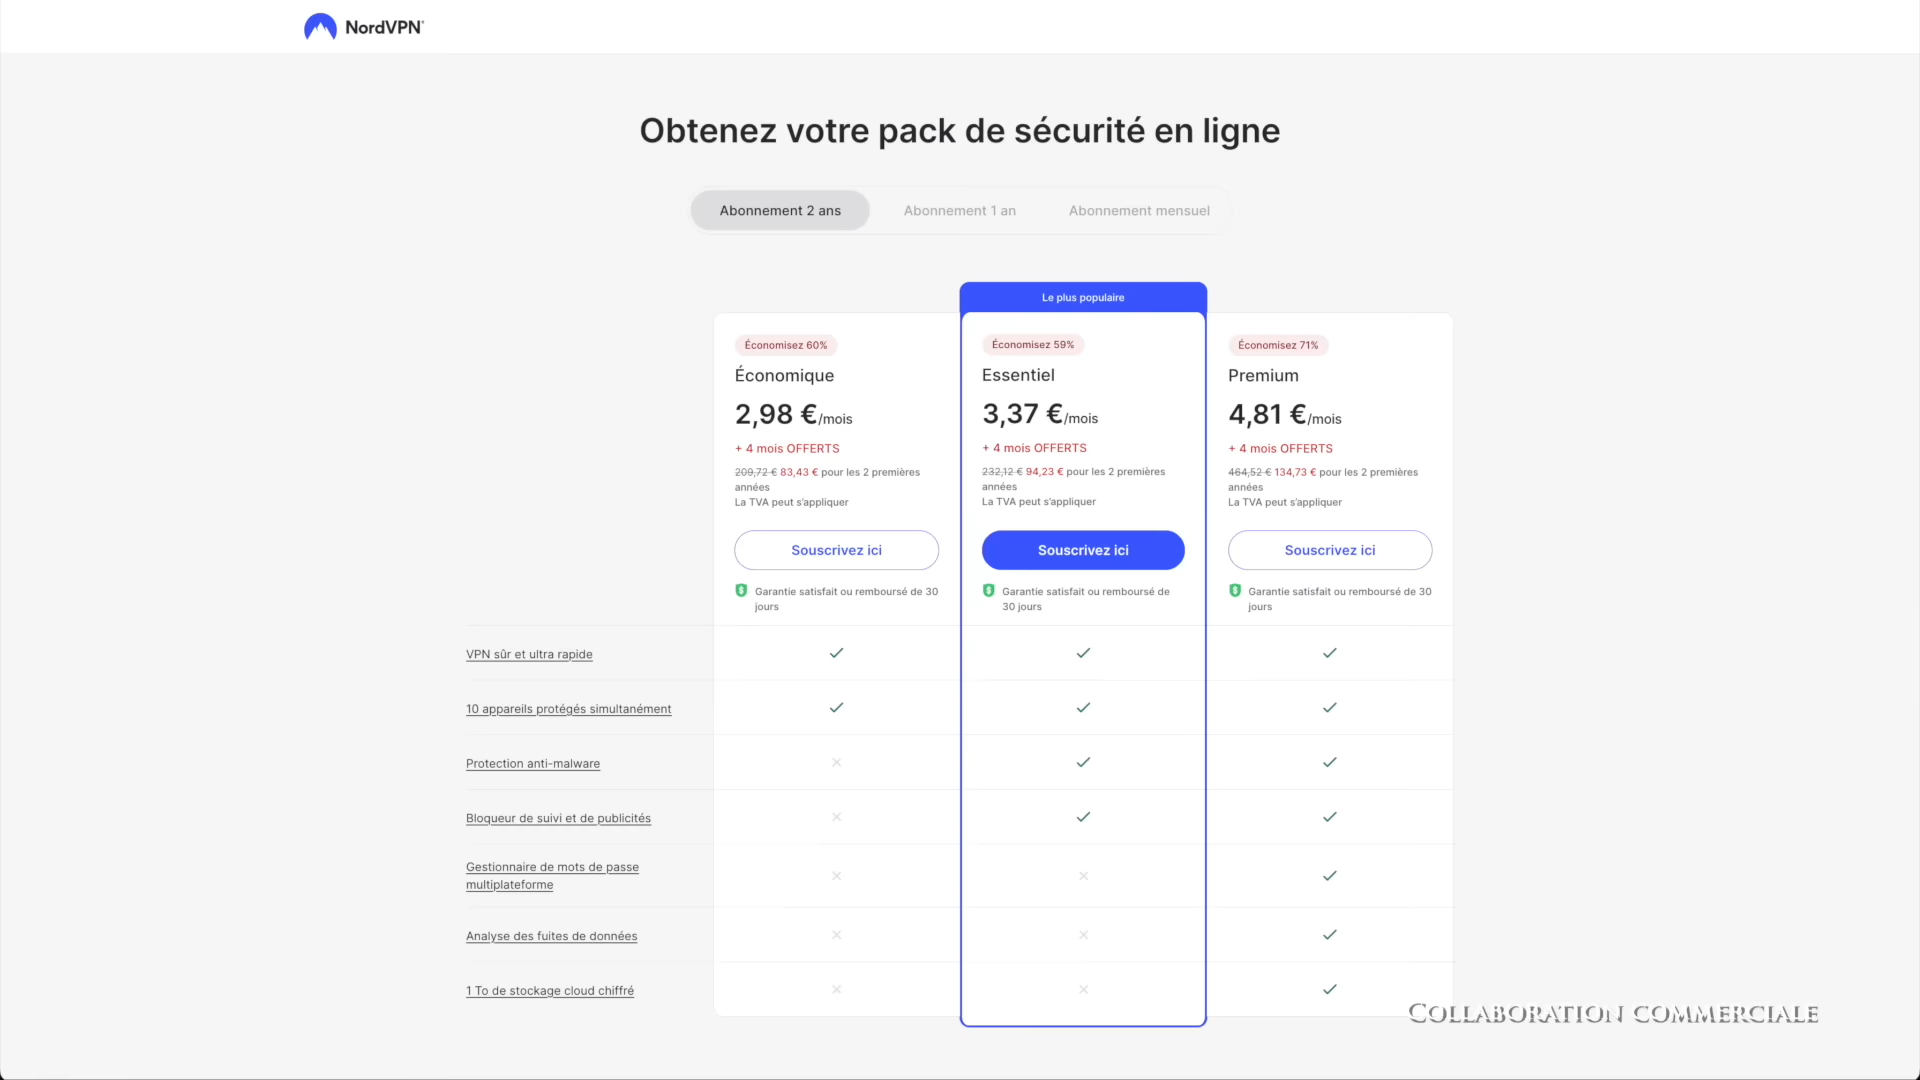 NordVPN®
Obtenez votre pack de sécurité en ligne
Abonnement 2 ans
Abonnement 1 an
Abonnement mensuel
Le plus populaire
Économisez 60%
Économique
2,98 €/mois
+ 4 mois OFFERTS
209,72 € 83,43 € pour les 2 premières
années
La TVA peut s'appliquer
Souscrivez ici
Garantie satisfait ou remboursé de 30
jours
Économisez 59%
Essentiel
3,37 €/mois
+ 4 mois OFFERTS
232,12 € 94,23 € pour les 2 premières
années
La TVA peut s'appliquer
Souscrivez ici
Garantie satisfait ou remboursé de
30 jours
Économisez 71%
Premium
4,81 €/mois
+ 4 mois OFFERTS
464,52 € 134,73 € pour les 2 premières
années
La TVA peut s'appliquer
Souscrivez ici
Garantie satisfait ou remboursé de 30
jours
VPN sûr et ultra rapide
10 appareils protégés simultanément
Protection anti-malware
Bloqueur de suivi et de publicités
Gestionnaire de mots de passe
multiplateforme
Analyse des fuites de données
1 To de stockage cloud chiffré
COLLABORATION COMMERCIALE